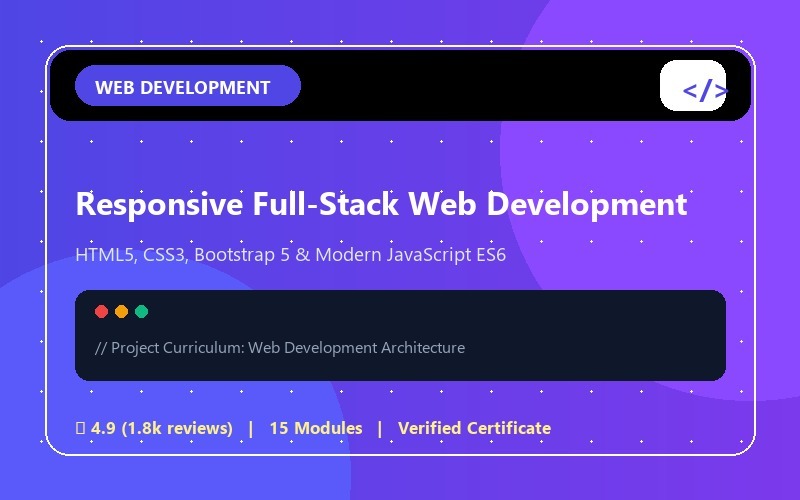 WEB DEVELOPMENT
</>
Responsive Full-Stack Web Development
HTML5, CSS3, Bootstrap 5 & Modern JavaScript ES6
// Project Curriculum: Web Development Architecture
▯ 4.9 (1.8k reviews) | 15 Modules | Verified Certificate